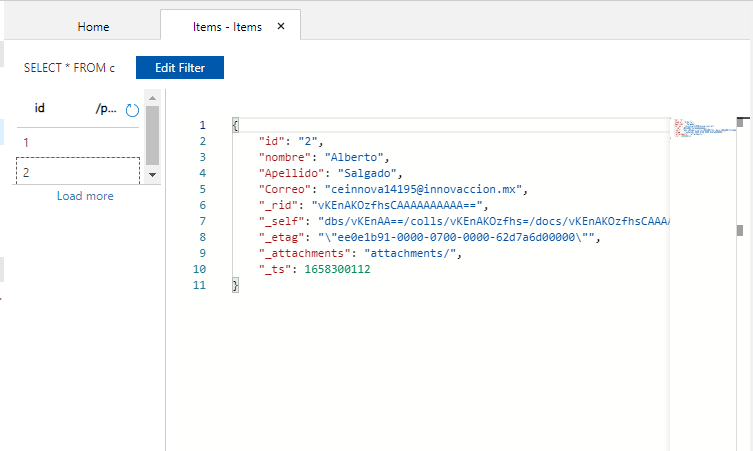 Home
Items - Items ×
SELECT * FROM c
Edit Filter
id /p...
1
2
Load more
1 {
2 "id": "2",
3 "nombre": "Alberto",
4 "Apellido": "Salgado",
5 "Correo": "ceinnova14195@innovaccion.mx",
6 "_rid": "vKEnAKOzfhsCAAAAAAAAAA==",
7 "_self": "dbs/vKEnAA==/colls/vKEnAKOzfhs=/docs/vKEnAKOzfhsCAAA
8 "_etag": "\"ee0e1b91-0000-0700-0000-62d7a6d00000\"",
9 "_attachments": "attachments/",
10 "_ts": 1658300112
11 }